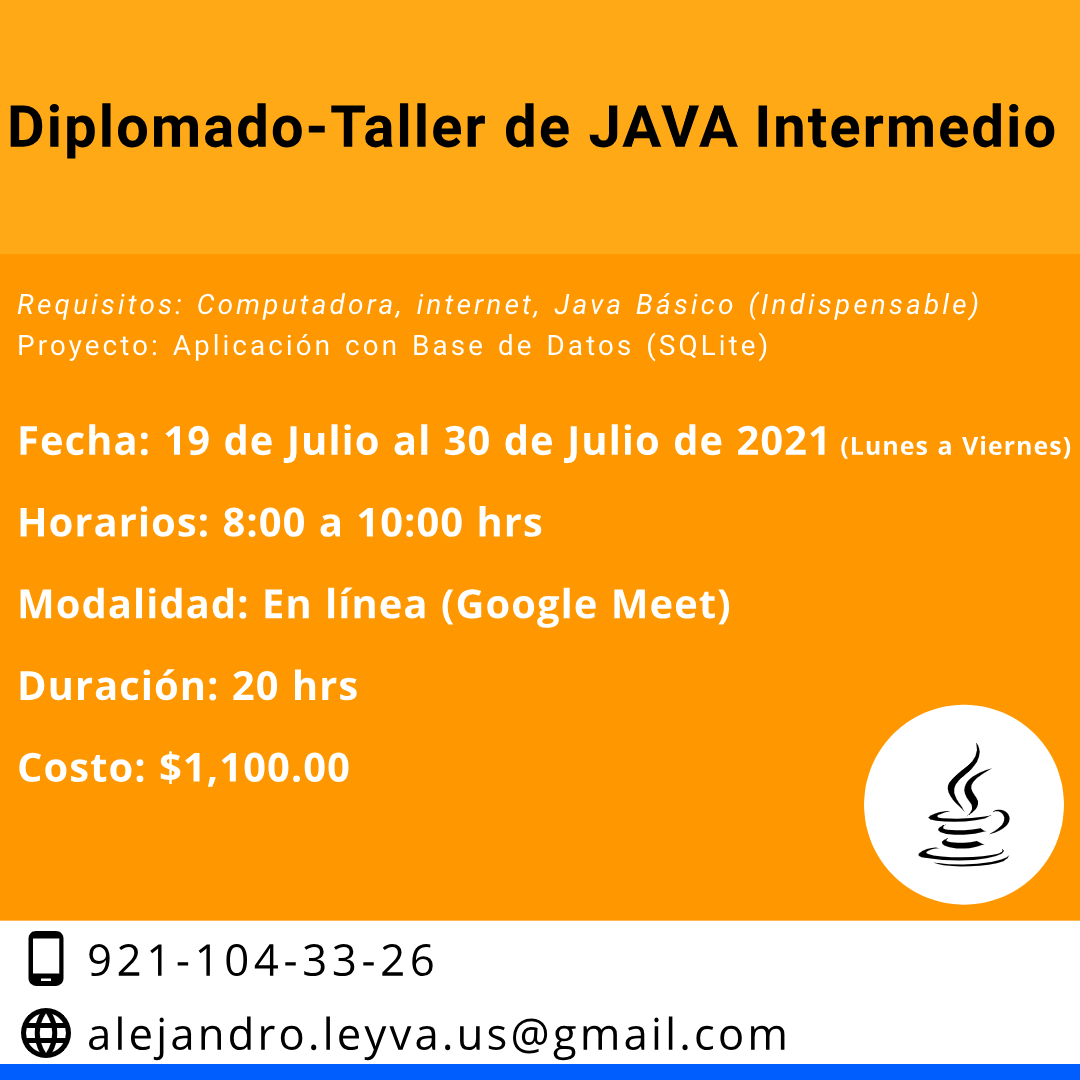 Diplomado-Taller de JAVA Intermedio
Requisitos: Computadora, internet, Java Básico (Indispensable)
Proyecto: Aplicación con Base de Datos (SQLite)
Fecha: 19 de Julio al 30 de Julio de 2021 (Lunes a Viernes)
Horarios: 8:00 a 10:00 hrs
Modalidad: En línea (Google Meet)
Duración: 20 hrs
Costo: $1,100.00
921-104-33-26
alejandro.leyva.us@gmail.com